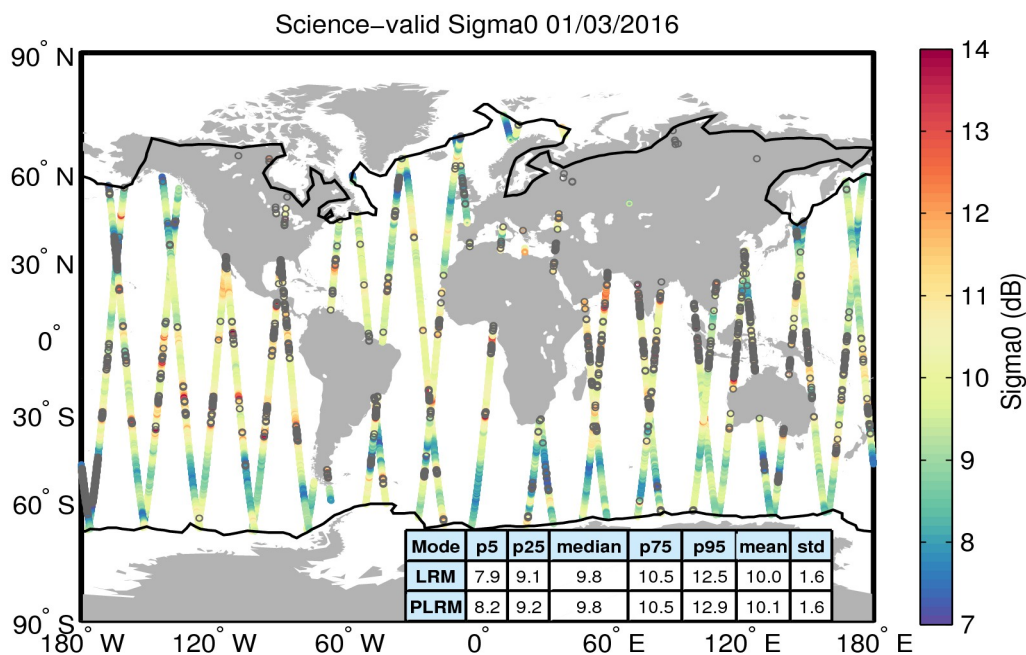 Science−valid Sigma0 01/03/2016
90° N
60° N
30° N
0°
30° S
60° S
90° S
180° W
120° W
60° W
0°
60° E
120° E
180° E
14
13
12
11
10
9
8
7
Sigma0 (dB)
Mode p5 p25 median p75 p95 mean std
LRM 7.9 9.1 9.8 10.5 12.5 10.0 1.6
PLRM 8.2 9.2 9.8 10.5 12.9 10.1 1.6